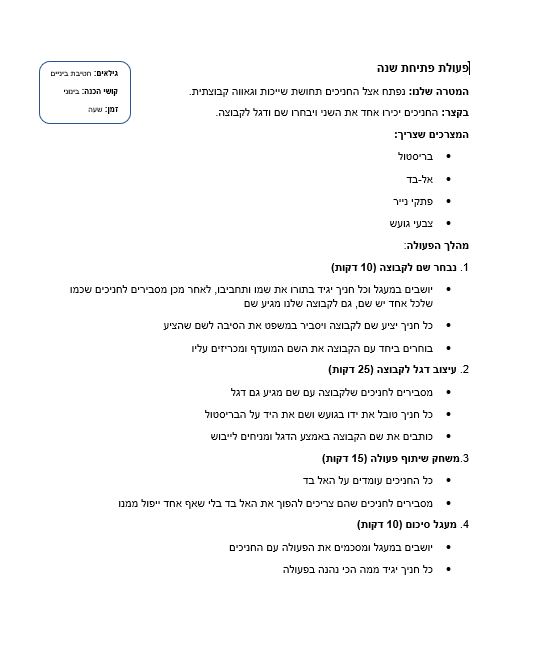 פעולת פתיחת שנה
גילאים: חטיבת ביניים
קושי הכנה: בינוני
זמן: שעה
המטרה שלנו: נפתח אצל החניכים תחושת שייכות וגאווה קבוצתית.
בקצר: החניכים יכירו אחד את השני ויבחרו שם ודגל לקבוצה.
המצרכים שצריך:
• בריסטול
• אל-בד
• פתקי נייר
• צבעי גועש
מהלך הפעולה:
1. נבחר שם לקבוצה (10 דקות)
• יושבים במעגל וכל חניך יגיד בתורו את שמו ותחביבו, לאחר מכן מסבירים לחניכים שכמו
שלכל אחד יש שם, גם לקבוצה שלנו מגיע שם
• כל חניך יציע שם לקבוצה ויסביר במשפט את הסיבה לשם שהציע
• בוחרים ביחד עם הקבוצה את השם המועדף ומכריזים עליו
2. עיצוב דגל לקבוצה (25 דקות)
• מסבירים לחניכים שלקבוצה עם שם מגיע גם דגל
• כל חניך טובל את ידו בגועש ושם את היד על הבריסטול
• כותבים את שם הקבוצה באמצע הדגל ומניחים לייבוש
3.משחק שיתוף פעולה (15 דקות)
• כל החניכים עומדים על האל בד
• מסבירים לחניכים שהם צריכים להפוך את האל בד בלי שאף אחד ייפול ממנו
4. מעגל סיכום (10 דקות)
• יושבים במעגל ומסכמים את הפעולה עם החניכים
• כל חניך יגיד ממה הכי נהנה בפעולה